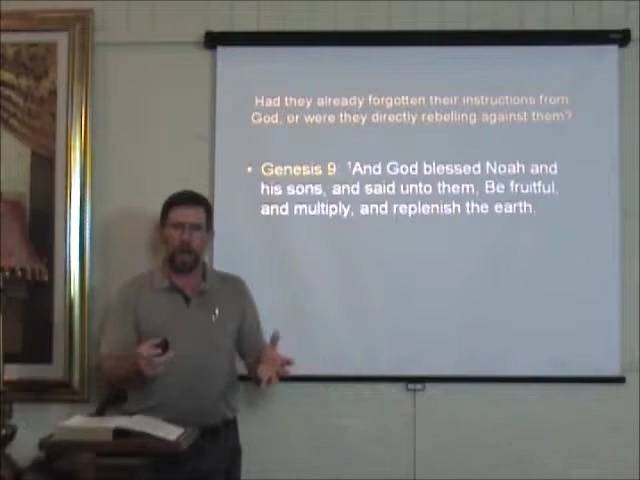 Had they already forgotten their instructions from
God, or were they directly rebelling against them?
• Genesis 9 ¹And God blessed Noah and
his sons, and said unto them, Be fruitful,
and multiply, and replenish the earth.